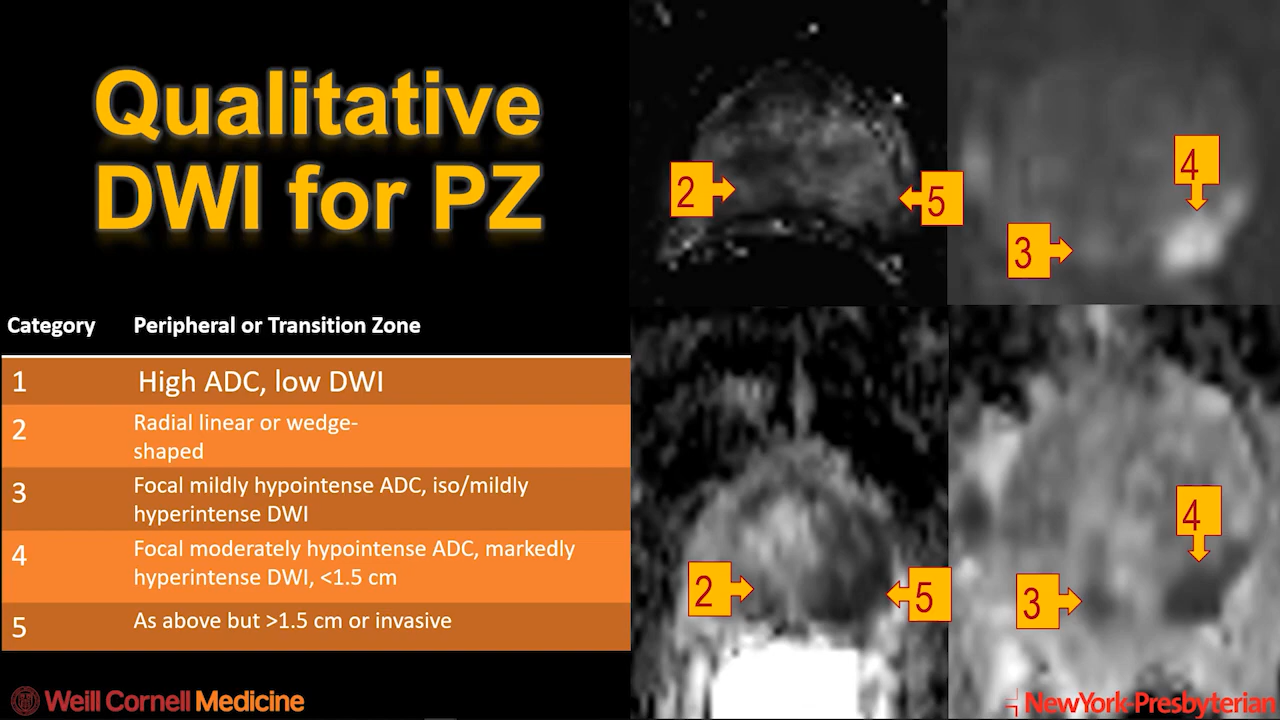 Qualitative
DWI for PZ
Category Peripheral or Transition Zone
1 High ADC, low DWI
2 Radial linear or wedge-
shaped
3 Focal mildly hypointense ADC, iso/mildly
hyperintense DWI
4 Focal moderately hypointense ADC, markedly
hyperintense DWI, <1.5 cm
5 As above but >1.5 cm or invasive
Weill Cornell Medicine
2
5
4
3
2
5
4
3
NewYork-Presbyterian